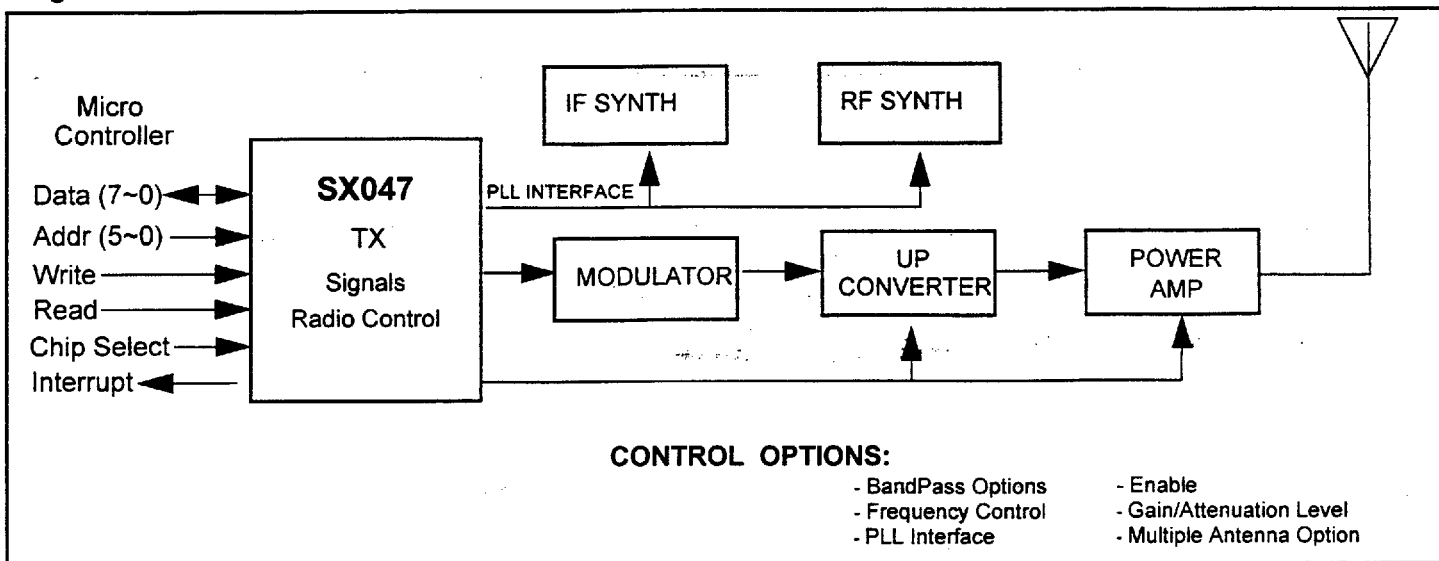 Micro
Controller
Data (7~0)
Addr (5~0)
Write
Read
Chip Select
Interrupt
SX047
TX
Signals
Radio Control
PLL INTERFACE
IF SYNTH
RF SYNTH
MODULATOR
UP
CONVERTER
POWER
AMP
CONTROL OPTIONS:
- BandPass Options
- Frequency Control
- PLL Interface
- Enable
- Gain/Attenuation Level
- Multiple Antenna Option